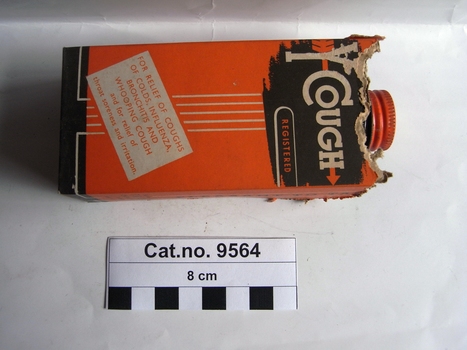 FOR RELIEF OF COUGHS
OF COLDS, INFLUENZA,
BRONCHITIS AND
WHOOPING COUGH
and for relief of
throat soreness and irritation.
COUGH
REGISTERED
Cat.no. 9564
8 cm